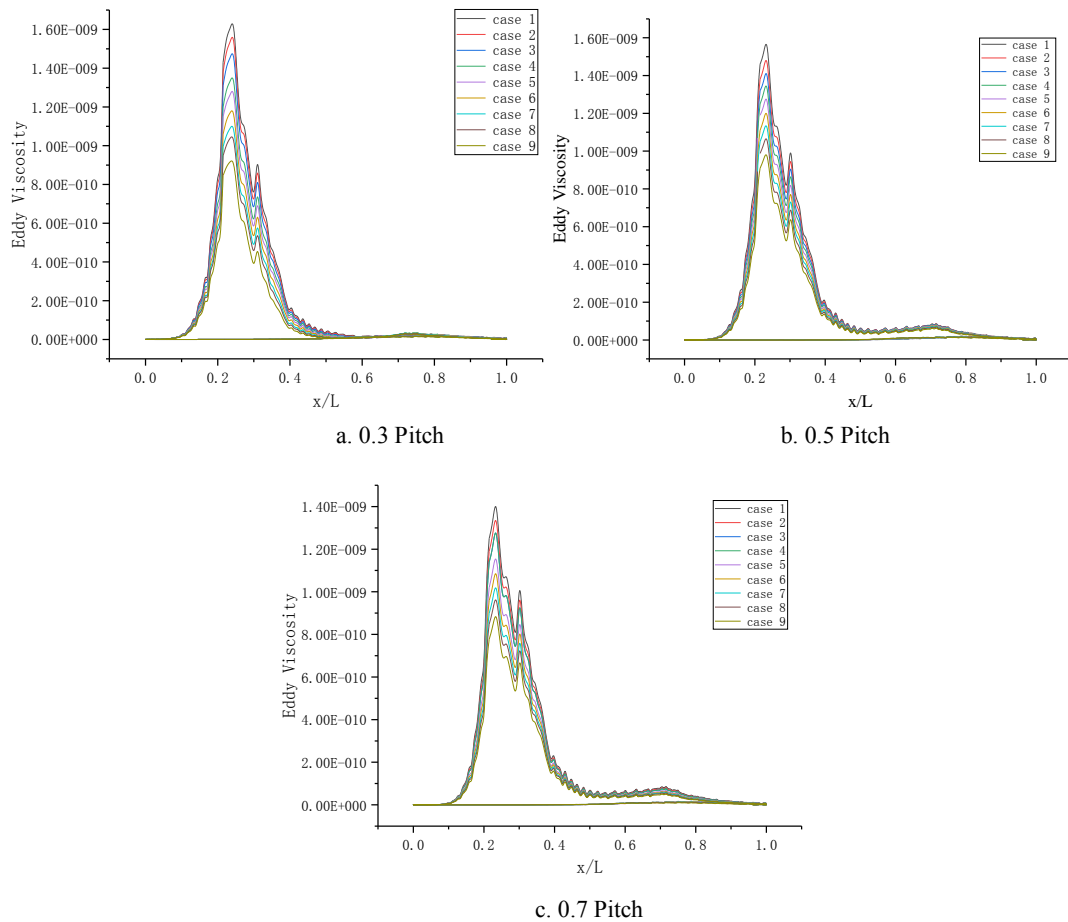 case 1
case 2
case 3
case 4
case 5
case 6
case 7
case 8
case 9
1.60E-009
1.40E-009
1.20E-009
1.00E-009
8.00E-010
6.00E-010
4.00E-010
2.00E-010
0.00E+000
Eddy Viscosity
0.0 0.2 0.4 0.6 0.8 1.0
x/L
a. 0.3 Pitch
case 1
case 2
case 3
case 4
case 5
case 6
case 7
case 8
case 9
1.60E-009
1.40E-009
1.20E-009
1.00E-009
8.00E-010
6.00E-010
4.00E-010
2.00E-010
0.00E+000
Eddy Viscosity
0.0 0.2 0.4 0.6 0.8 1.0
x/L
b. 0.5 Pitch
case 1
case 2
case 3
case 4
case 5
case 6
case 7
case 8
case 9
1.40E-009
1.20E-009
1.00E-009
8.00E-010
6.00E-010
4.00E-010
2.00E-010
0.00E+000
Eddy Viscosity
0.0 0.2 0.4 0.6 0.8 1.0
x/L
c. 0.7 Pitch